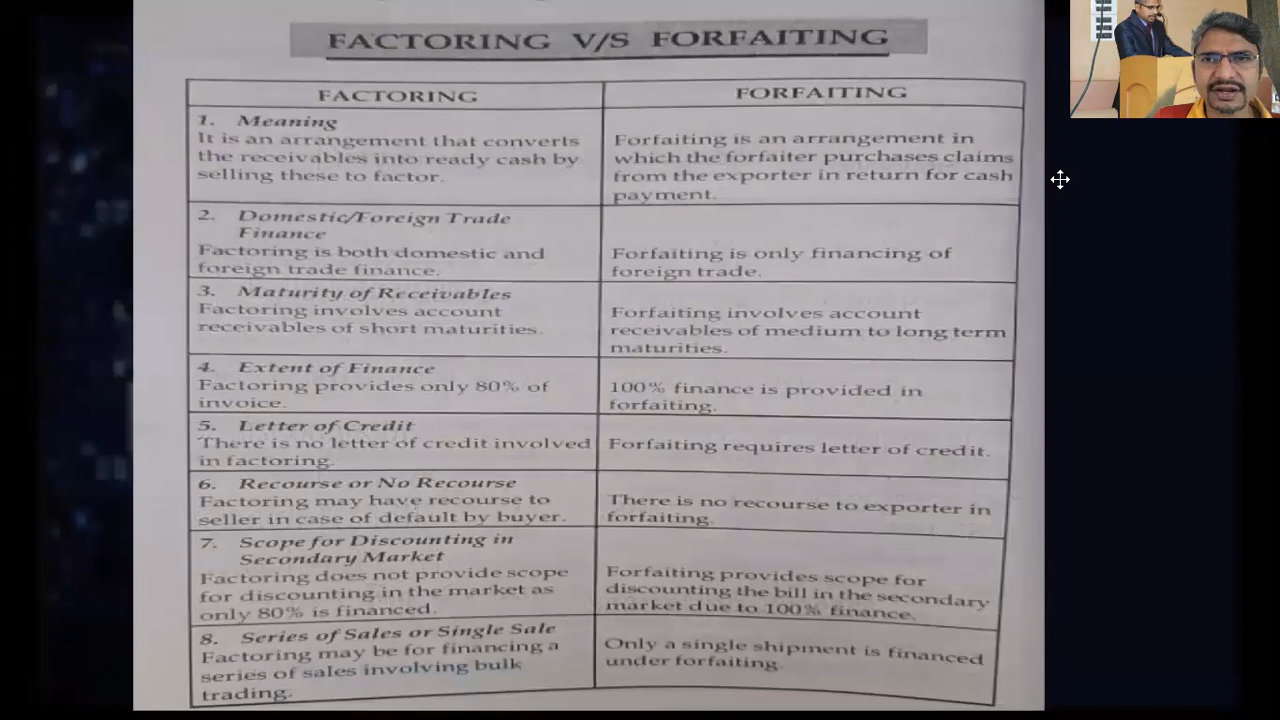 FACTORING V/S FORFAITING
FACTORING
FORFAITING
1. Meaning
It is an arrangement that converts
the receivables into ready cash by
selling these to factor.
Forfaiting is an arrangement in
which the forfaiter purchases claims
from the exporter in return for cash
payment.
2. Domestic/Foreign Trade
Finance
Factoring is both domestic and
foreign trade finance.
Forfaiting is only financing of
foreign trade.
3. Maturity of Receivables
Factoring involves account
receivables of short maturities.
Forfaiting involves account
receivables of medium to long term
maturities.
4. Extent of Finance
Factoring provides only 80% of
invoice.
100% finance is provided in
forfaiting.
5. Letter of Credit
There is no letter of credit involved
in factoring.
Forfaiting requires letter of credit.
6. Recourse or No Recourse
Factoring may have recourse to
seller in case of default by buyer.
There is no recourse to exporter in
forfaiting.
7. Scope for Discounting in
Secondary Market
Factoring does not provide scope
for discounting in the market as
only 80% is financed.
Forfaiting provides scope for
discounting the bill in the secondary
market due to 100% finance.
8. Series of Sales or Single Sale
Factoring may be for financing a
series of sales involving bulk
trading.
Only a single shipment is financed
under forfaiting.